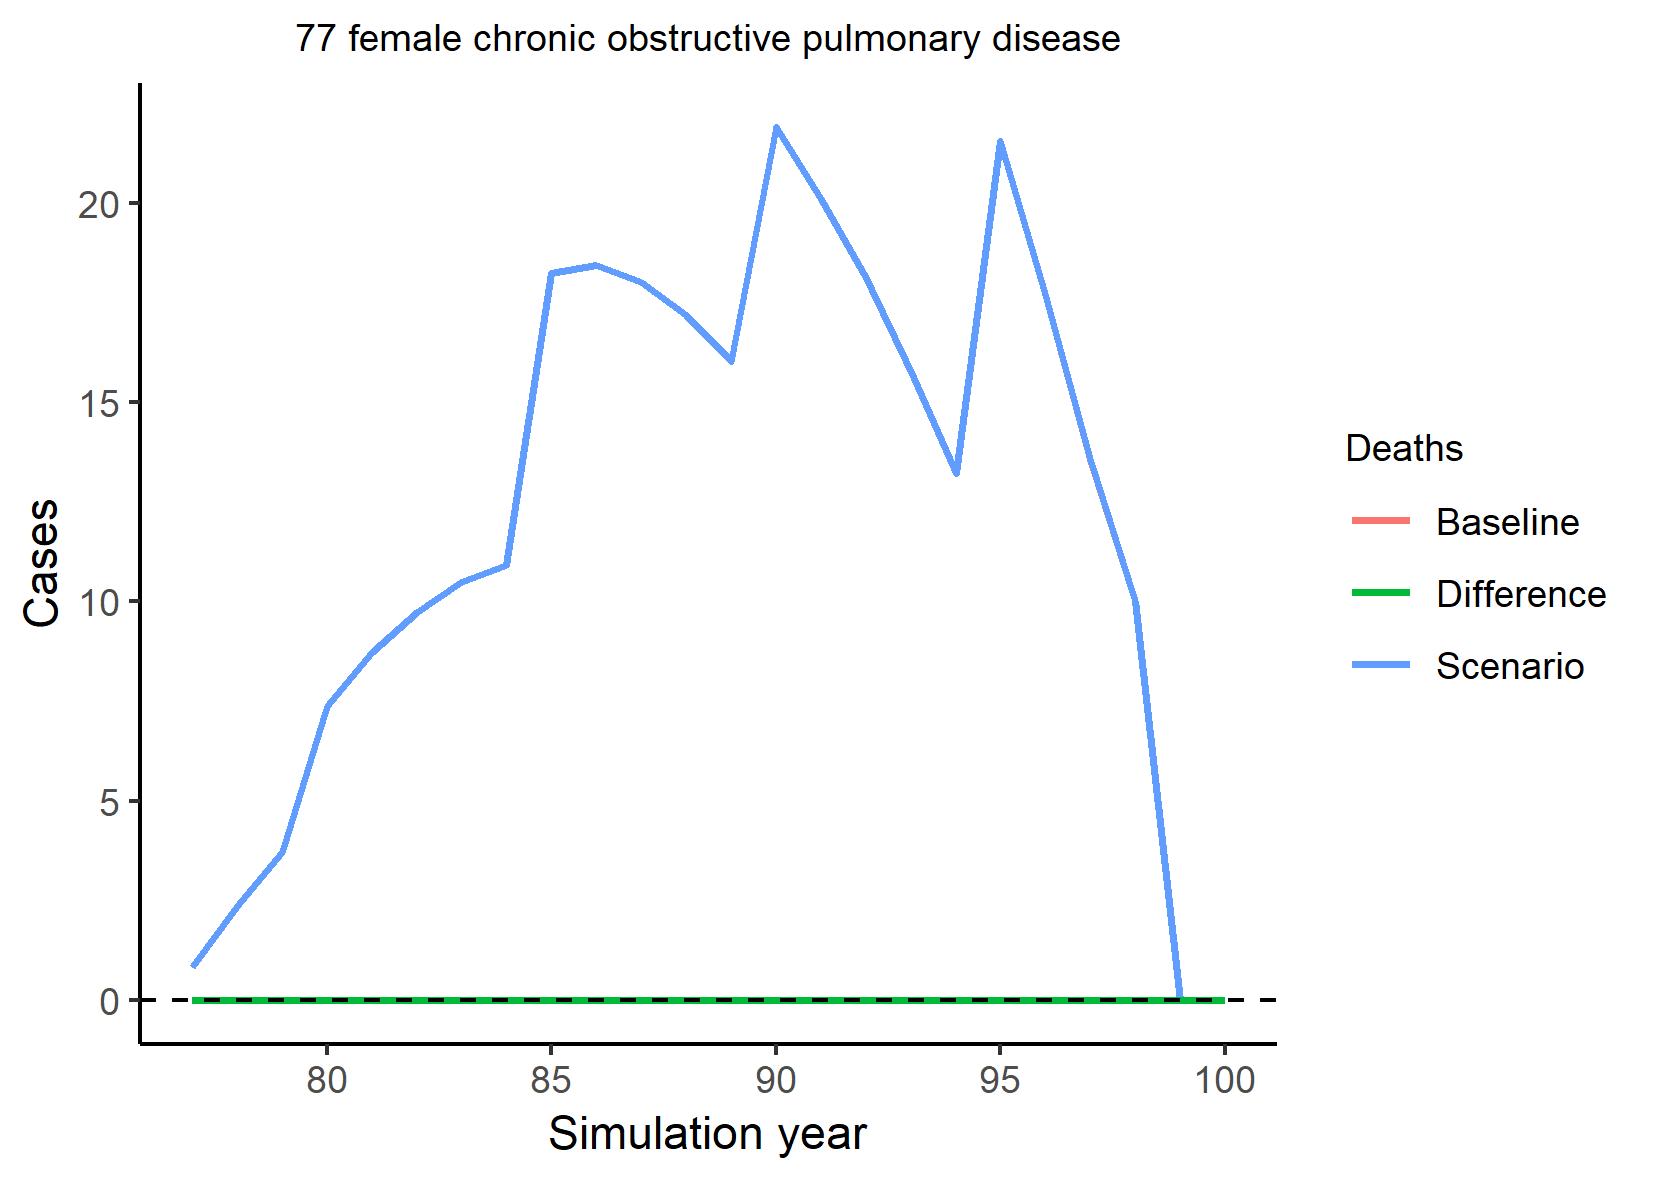 77 female chronic obstructive pulmonary disease
Cases
20
15
10
5
0
80 85 90 95 100
Simulation year
Deaths
Baseline
Difference
Scenario